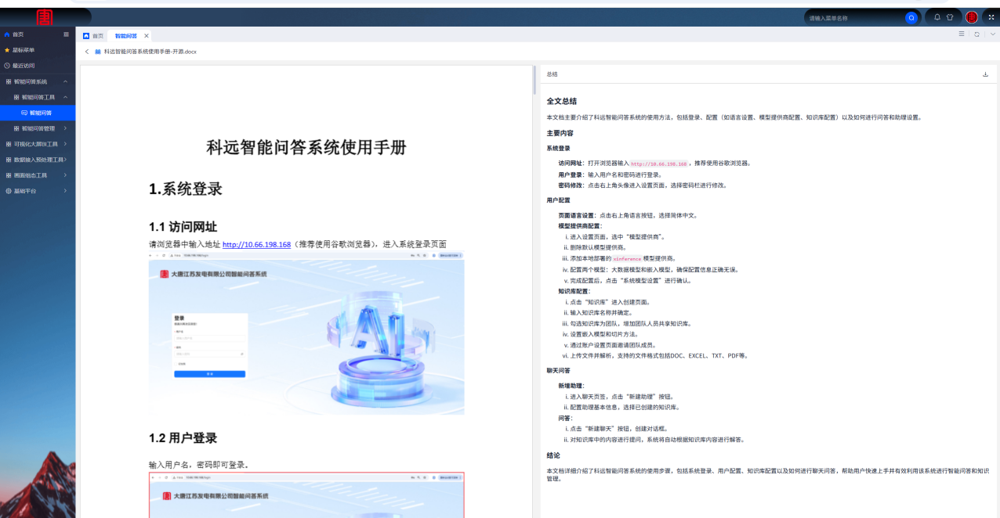 唐
请输入菜单名称
首页
星标菜单
最近访问
智能问答系统
智能问答工具
智能问答
智能问答管理
可视化大屏BI工具
数据接入预处理工具
画面组态工具
基础平台
首页 智能问答
科远智能问答系统使用手册-开源.docx
科远智能问答系统使用手册
1.系统登录
1.1 访问网址
请浏览器中输入地址 http://10.66.198.168（推荐使用谷歌浏览器），进入系统登录页面
大唐江苏发电有限公司智能问答系统
登录
1.2 用户登录
输入用户名，密码即可登录。
大唐江苏发电有限公司智能问答系统
总结
全文总结
本文档主要介绍了科远智能问答系统的使用方法，包括登录、配置（如语言设置、模型提供商配置、知识库配置）以及如何进行问答和助理设置。
主要内容
系统登录
访问网址：打开浏览器输入 http://10.66.198.168 ，推荐使用谷歌浏览器。
用户登录：输入用户名和密码进行登录。
密码修改：点击右上角头像进入设置页面，选择密码栏进行修改。
用户配置
页面语言设置：点击右上角语言按钮，选择简体中文。
模型提供商配置：
i. 进入设置页面，选中“模型提供商”。
ii. 删除默认模型提供商。
iii. 添加本地部署的 xinference 模型提供商。
iv. 配置两个模型：大数据模型和嵌入模型，确保配置信息正确无误。
v. 完成配置后，点击“系统模型设置”进行确认。
知识库配置：
i. 点击“知识库”进入创建页面。
ii. 输入知识库名称并确定。
iii. 勾选知识库为团队，增加团队人员共享知识库。
iv. 设置嵌入模型和切片方法。
v. 通过账户设置页面邀请团队成员。
vi. 上传文件并解析，支持的文件格式包括DOC、EXCEL、TXT、PDF等。
聊天问答
新增助理：
i. 进入聊天页签，点击“新建助理”按钮。
ii. 配置助理基本信息，选择已创建的知识库。
问答：
i. 点击“新建聊天”按钮，创建对话框。
ii. 对知识库中的内容进行提问，系统将自动根据知识库内容进行解答。
结论
本文档详细介绍了科远智能问答系统的使用步骤，包括系统登录、用户配置、知识库配置以及如何进行聊天问答，帮助用户快速上手并有效利用该系统进行智能问答和知识
管理。